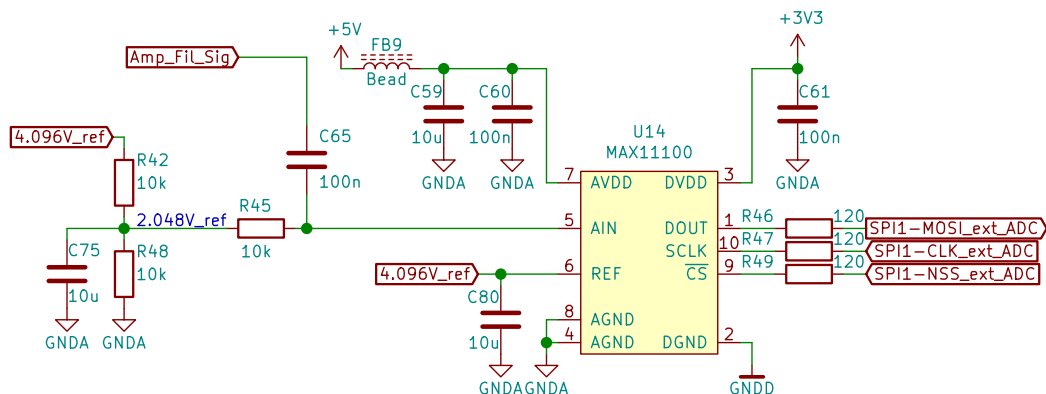 +5V
+3V3
Amp_Fil_Sig
FB9
Bead
C59
10u
C60
100n
C61
100n
GNDA
GNDA
GNDA
4.096V_ref
C65
100n
U14
MAX11100
R42
10k
7
AVDD
DVDD
3
2.048V_ref
R45
10k
5
AIN
DOUT
1
R46
120
SPI1-MOSI_ext_ADC
SCLK
10
R47
120
SPI1-CLK_ext_ADC
C75
10u
R48
10k
4.096V_ref
6
REF
CS
9
R49
120
SPI1-NSS_ext_ADC
C80
10u
8
AGND
4
AGND
DGND
2
GNDA
GNDA
GNDA
GNDA
GNDD